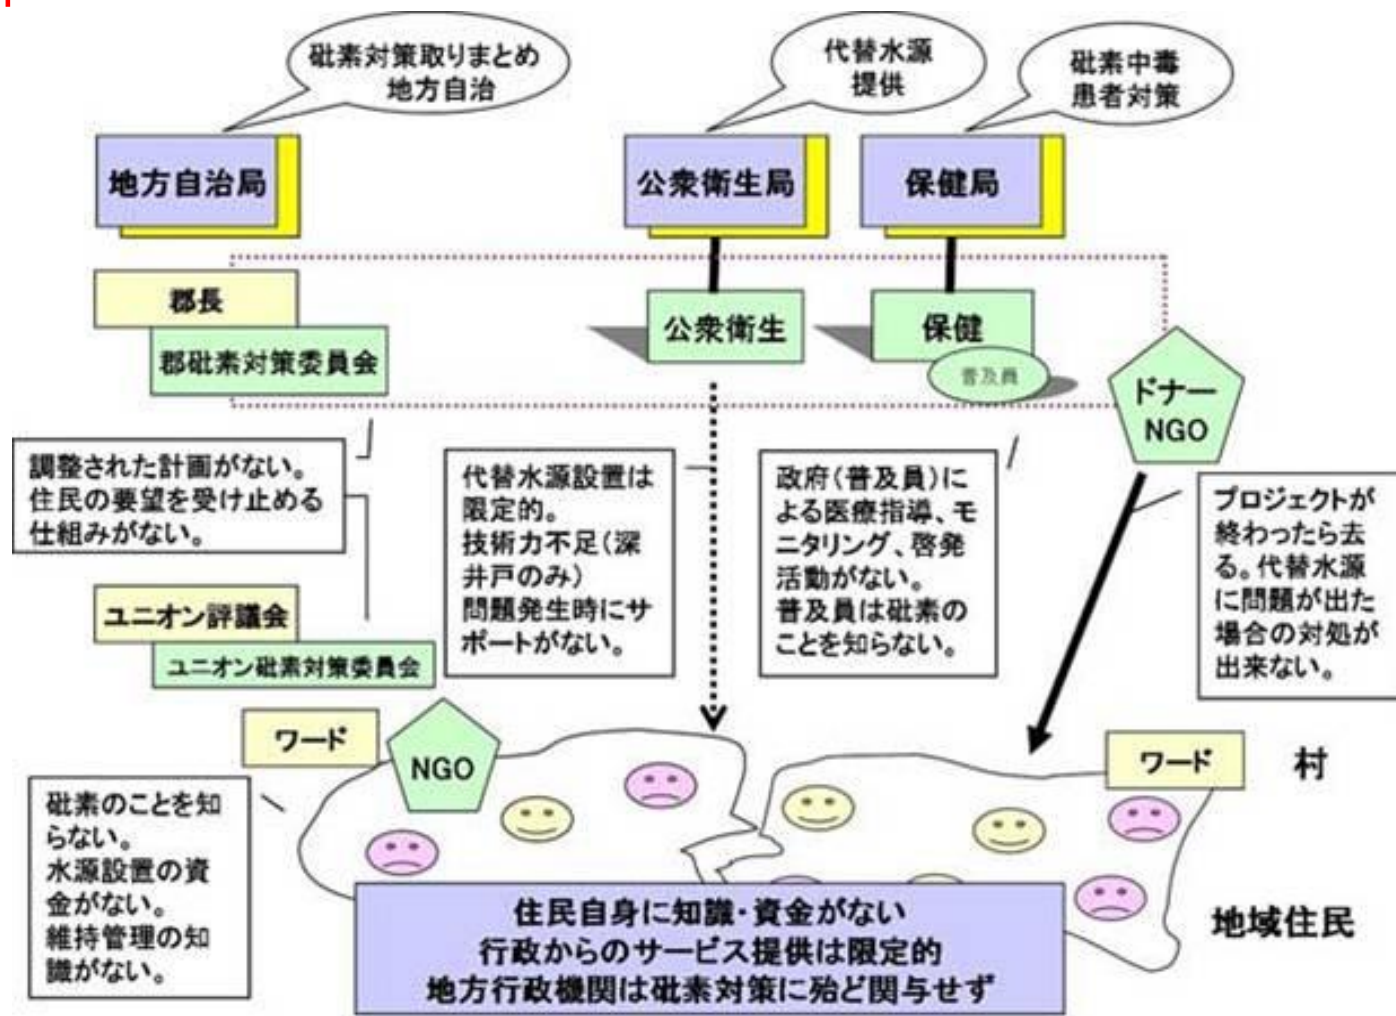 砒素対策取りまとめ
地方自治
代替水源
提供
砒素中毒
患者対策
地方自治局
公衆衛生局
保健局
郡長
郡砒素対策委員会
公衆衛生
保健
普及員
ドナー
NGO
調整された計画がない。
住民の要望を受け止める
仕組みがない。
代替水源設置は
限定的。
技術力不足(深
井戸のみ)
問題発生時にサ
ポートがない。
政府(普及員)に
よる医療指導、モ
ニタリング、啓発
活動がない。
普及員は砒素の
ことを知らない。
プロジェクトが
終わったら去
る。代替水源
に問題が出た
場合の対処が
出来ない。
ユニオン評議会
ユニオン砒素対策委員会
ワード
NGO
ワード
村
砒素のことを知
らない。
水源設置の資
金がない。
維持管理の知
識がない。
住民自身に知識・資金がない
行政からのサービス提供は限定的
地方行政機関は砒素対策に殆ど関与せず
地域住民